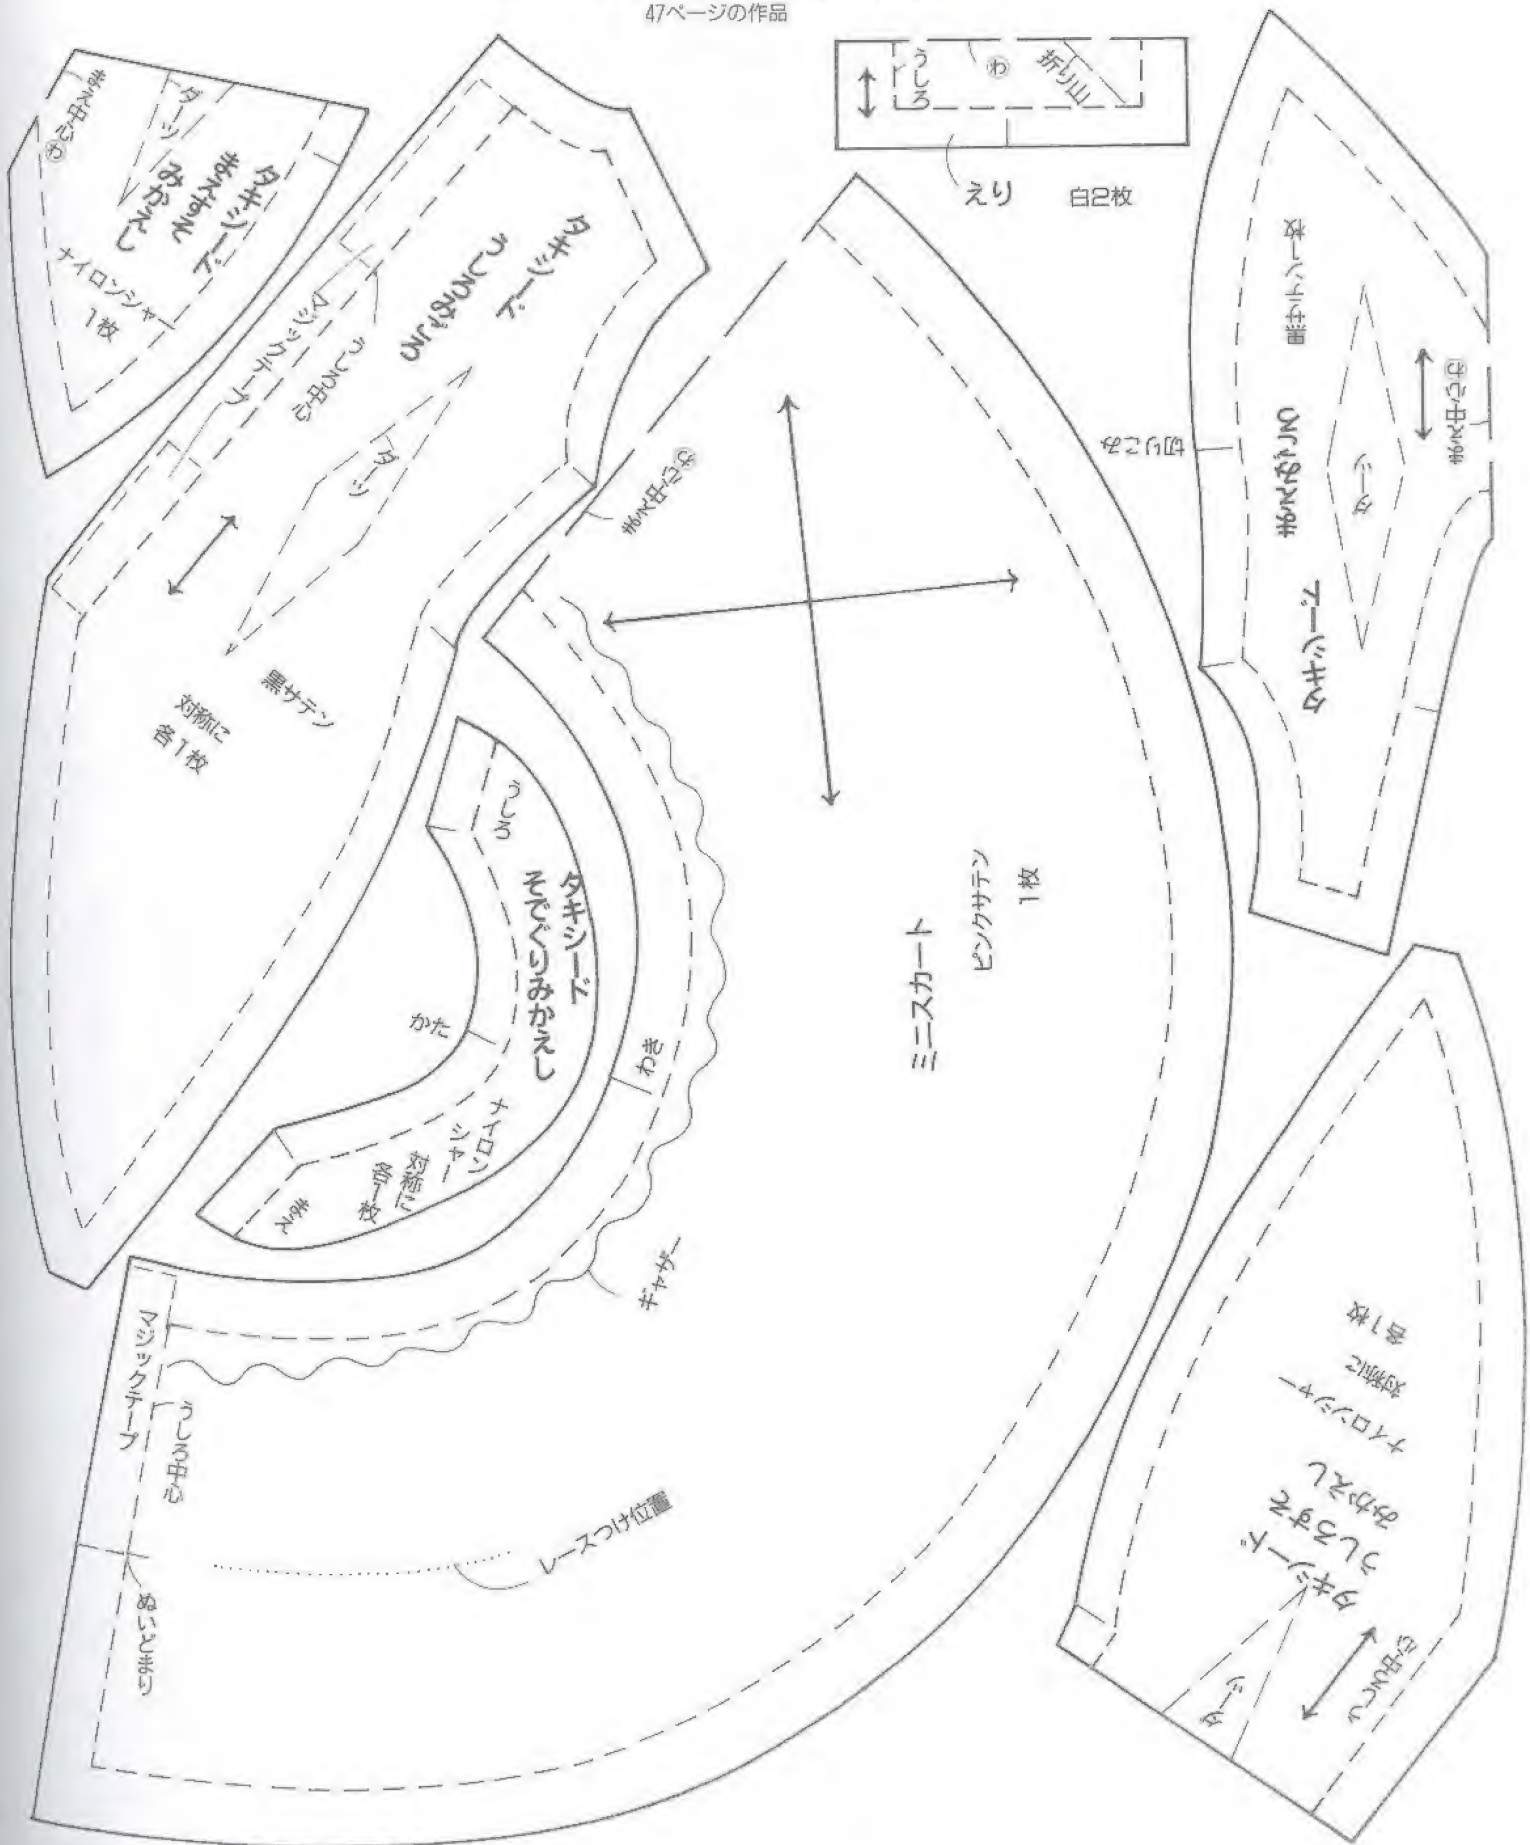 47ページの作品
まえ中心わ
ダーツ
タキシード
まえすそ
みかえし
ナイロンシャー
1枚
タキシード
うしろみごろ
マジックテープ
うしろ中心
ダーツ
黒サテン
対称に
各1枚
うしろ
わ
折り山
えり
白2枚
黒サテン1枚
まえ中心わ
切りこみ
タキシード まえみごろ
ダーツ
まえ中心わ
うしろ
タキシード
そでぐりみかえし
かた
わき
ナイロン
シャー
対称に
各1枚
まえ
ミニスカート
ピンクサテン
1枚
ギャザー
マジックテープ
うしろ中心
ぬいどまり
レースつけ位置
タキシード
うしろすそ
みかえし
ナイロンシャー
対称に
各1枚
ダーツ
うしろ中心